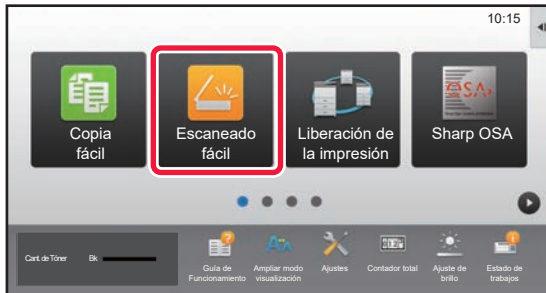 10:15
Copia
fácil
Escaneado
fácil
Liberación de
la impresión
OSA
Sharp OSA
Cant. de Tóner Bk
Guía de
Funcionamiento
Ampliar modo
visualización
Ajustes
Contador total
Ajuste de
brillo
Estado de
trabajos